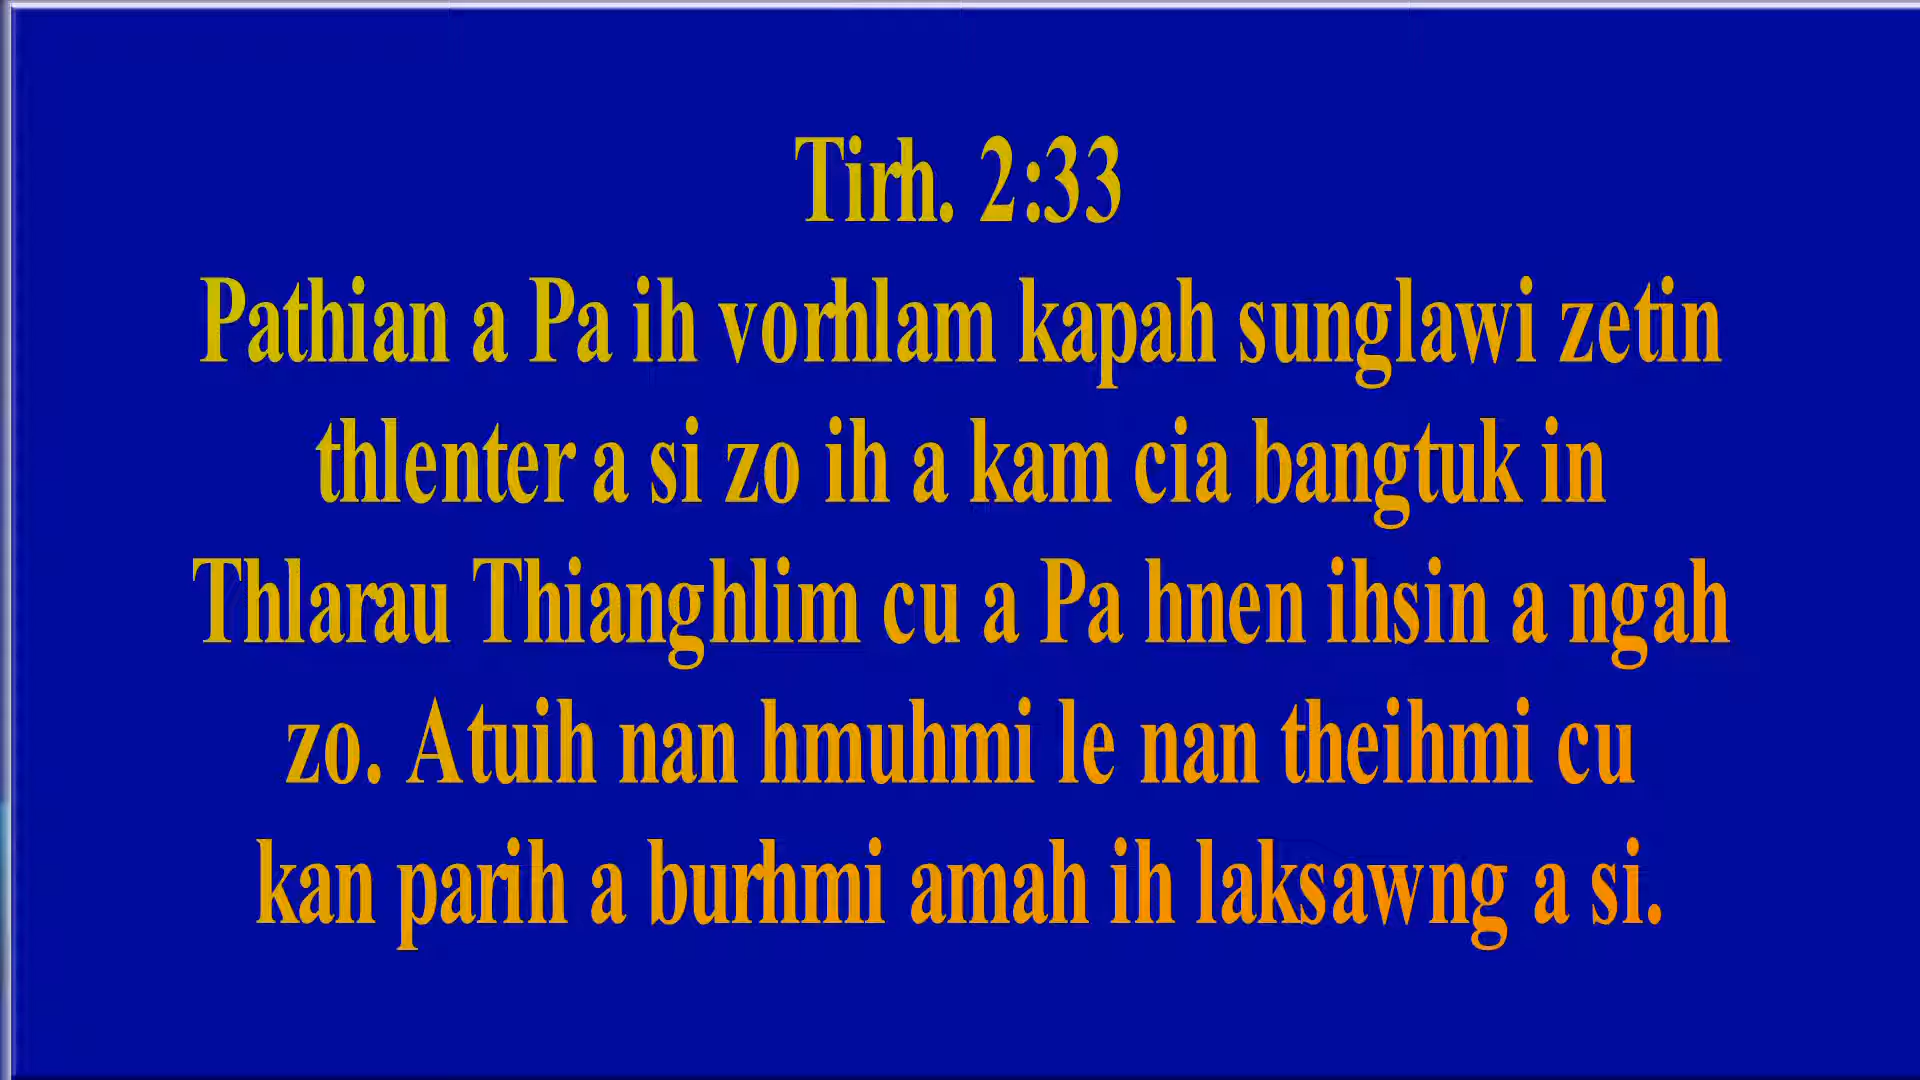 Tirh. 2:33
Pathian a Pa ih vorhlam kapah sunglawi zetin
thlenter a si zo ih a kam cia bangtuk in
Thlarau Thianghlim cu a Pa hnen ihsin a ngah
zo. Atuih nan hmuhmi le nan theihmi cu
kan parih a burhmi amah ih laksawng a si.